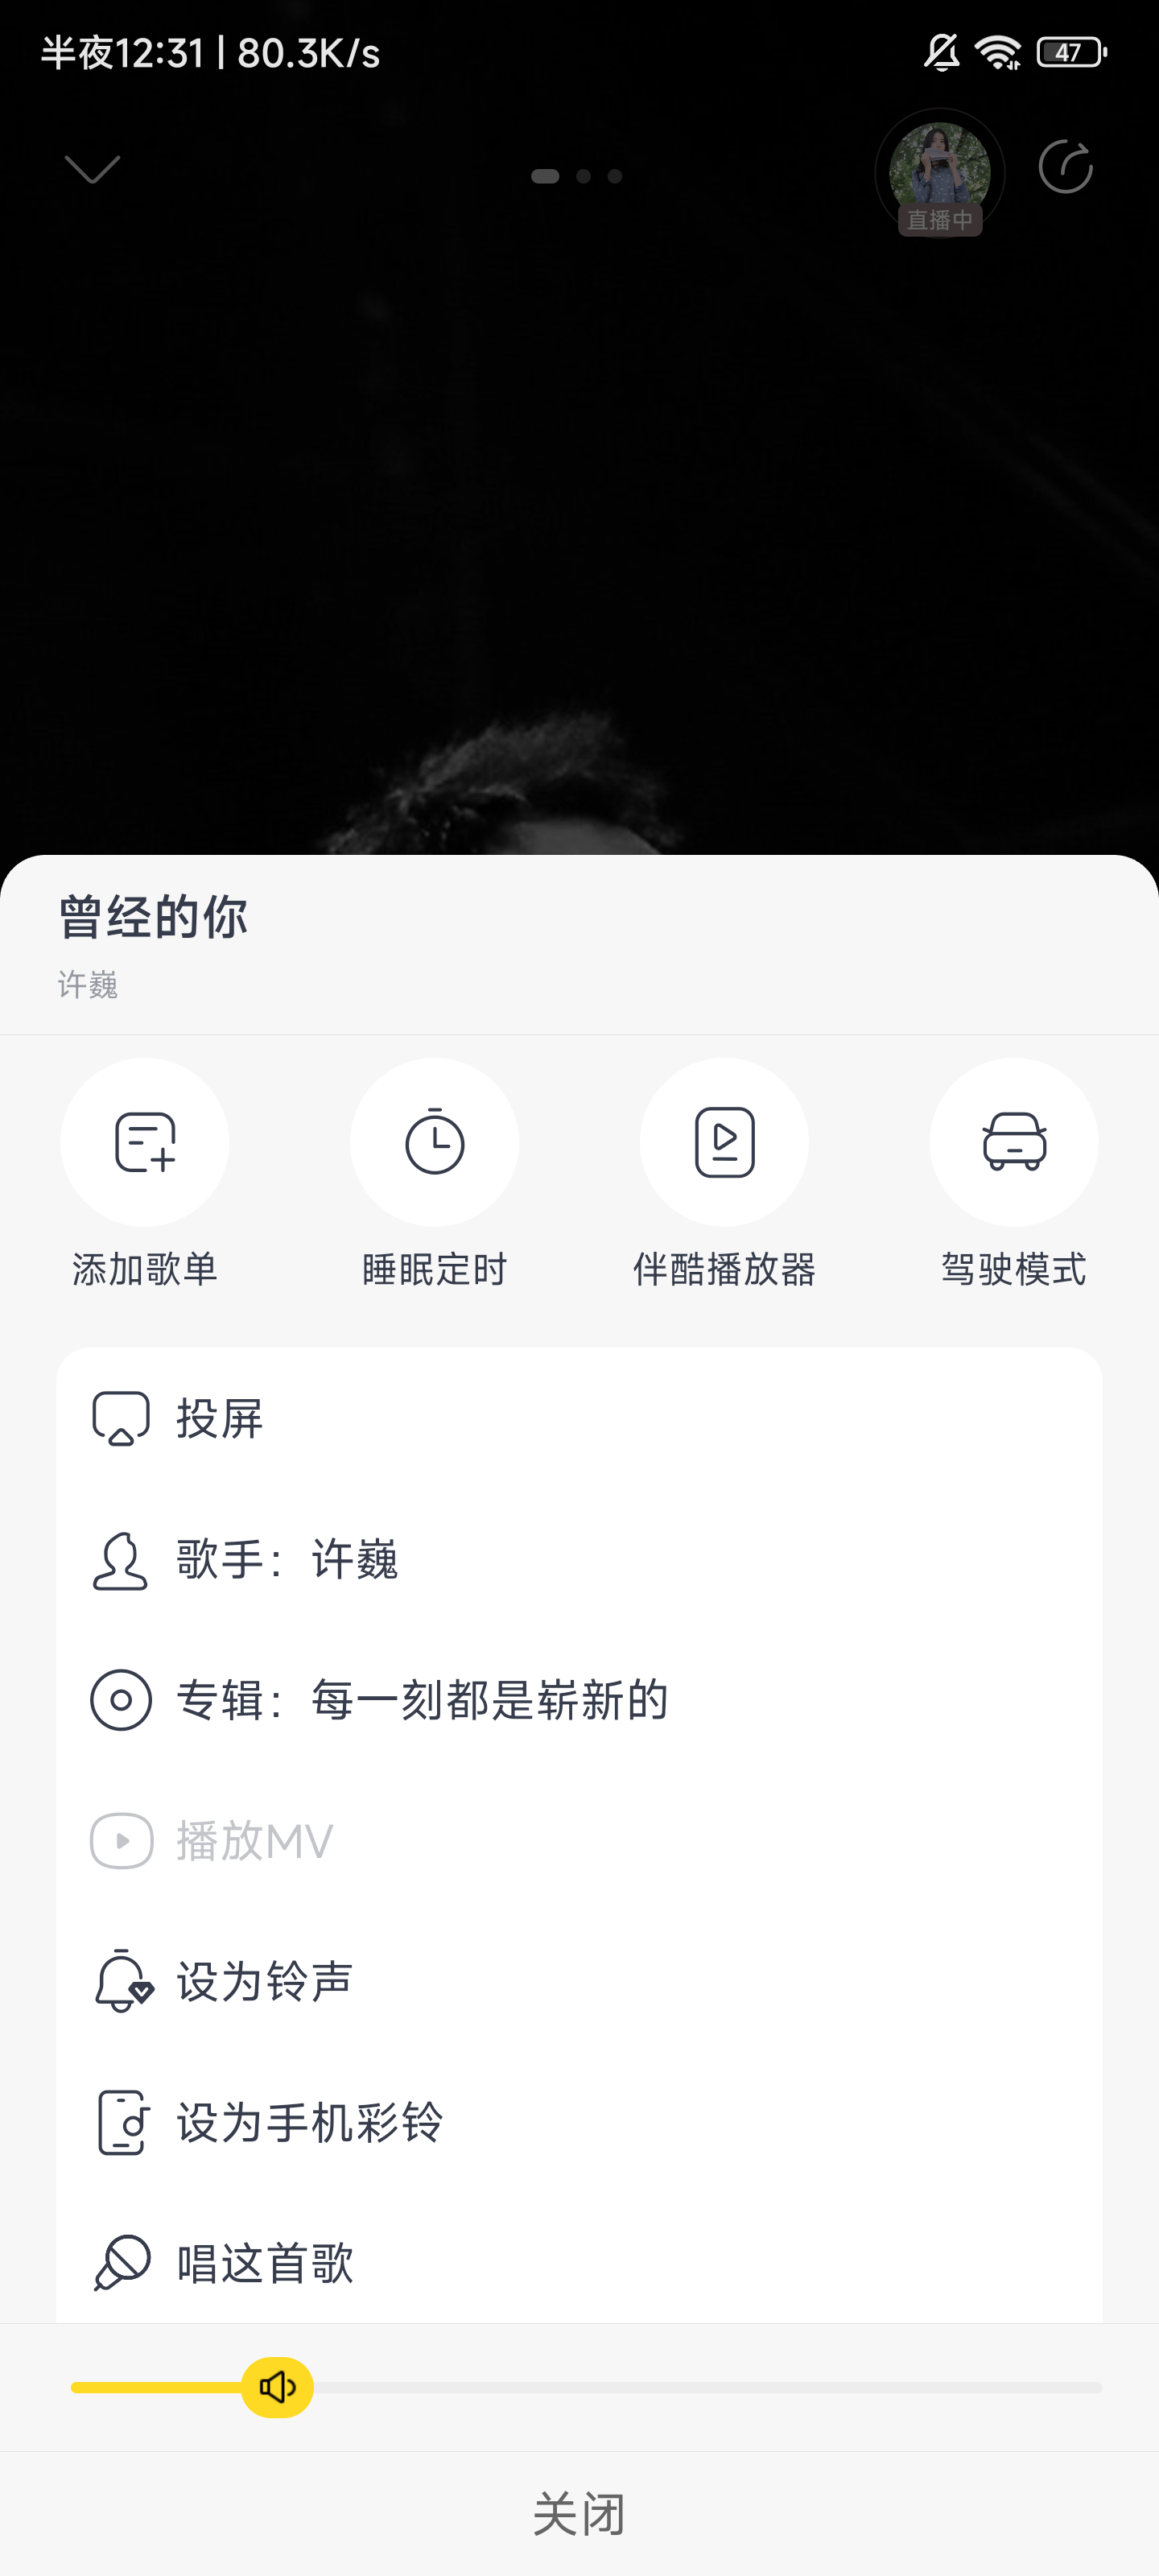 半夜12:31 | 80.3K/s
47
直播中
曾经的你
许巍
添加歌单
睡眠定时
伴酷播放器
驾驶模式
投屏
歌手：许巍
专辑：每一刻都是崭新的
播放MV
设为铃声
设为手机彩铃
唱这首歌
关闭